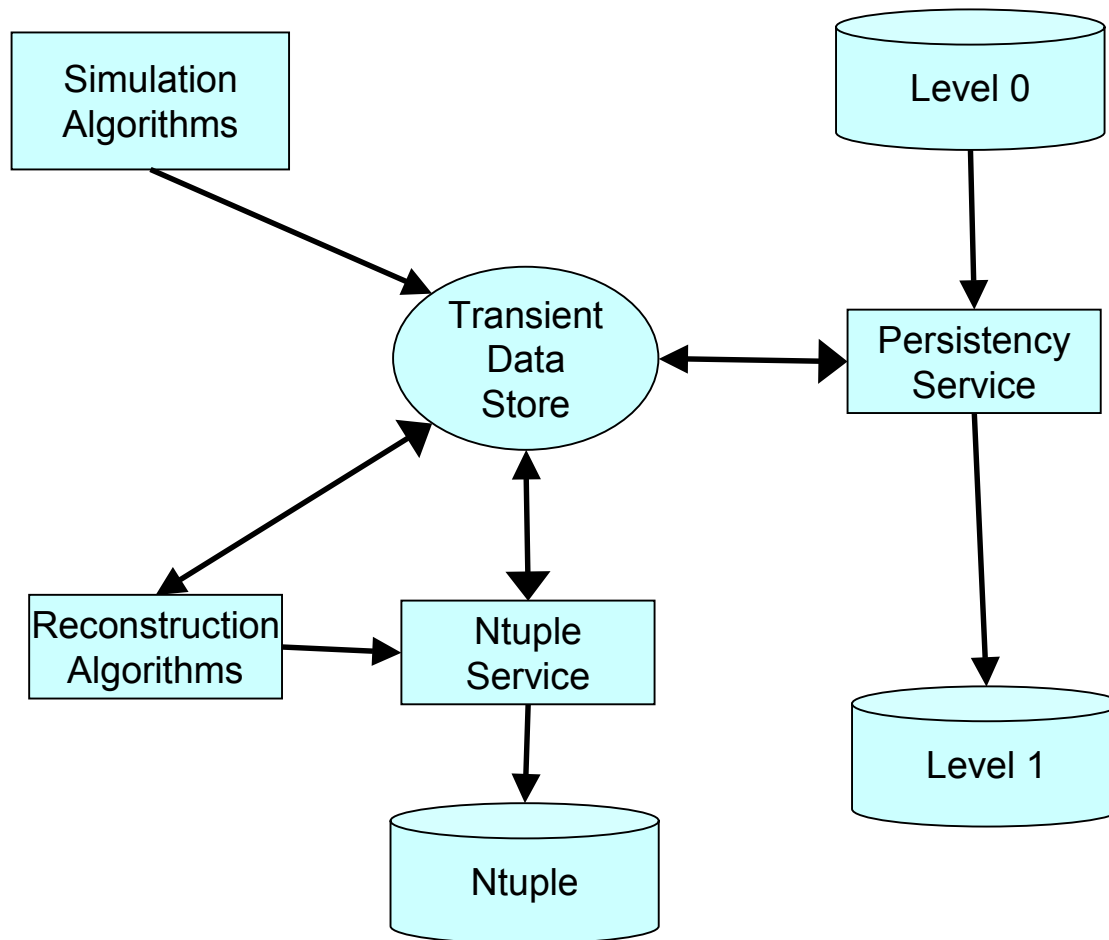 Simulation
Algorithms
Level 0
Transient
Data
Store
Persistency
Service
Reconstruction
Algorithms
Ntuple
Service
Level 1
Ntuple